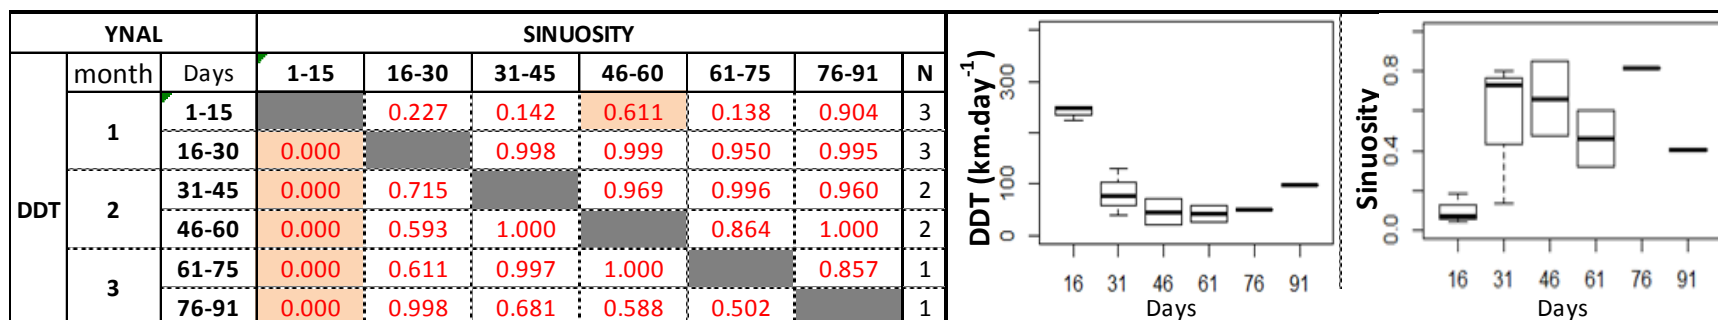 YNAL SINUOSITY
month Days 1-15 16-30 31-45 46-60 61-75 76-91 N
DDT
1
1-15 0.227 0.142 0.611 0.138 0.904 3
16-30 0.000 0.998 0.999 0.950 0.995 3
2
31-45 0.000 0.715 0.969 0.996 0.960 2
46-60 0.000 0.593 1.000 0.864 1.000 2
3
61-75 0.000 0.611 0.997 1.000 0.857 1
76-91 0.000 0.998 0.681 0.588 0.502 1
DDT (km.day⁻¹)
300
100
0
16 31 46 61 76 91
Days
Sinuosity
0.8
0.4
0.0
16 31 46 61 76 91
Days